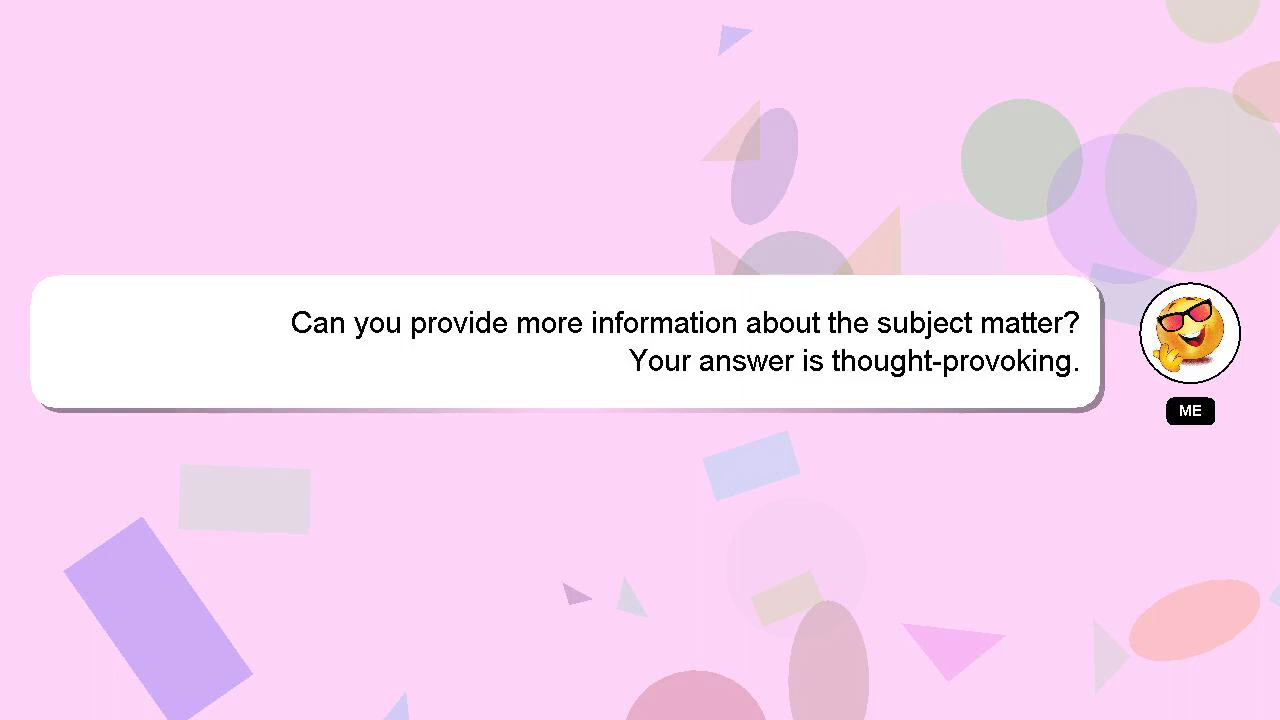 Can you provide more information about the subject matter?
Your answer is thought-provoking.
ME